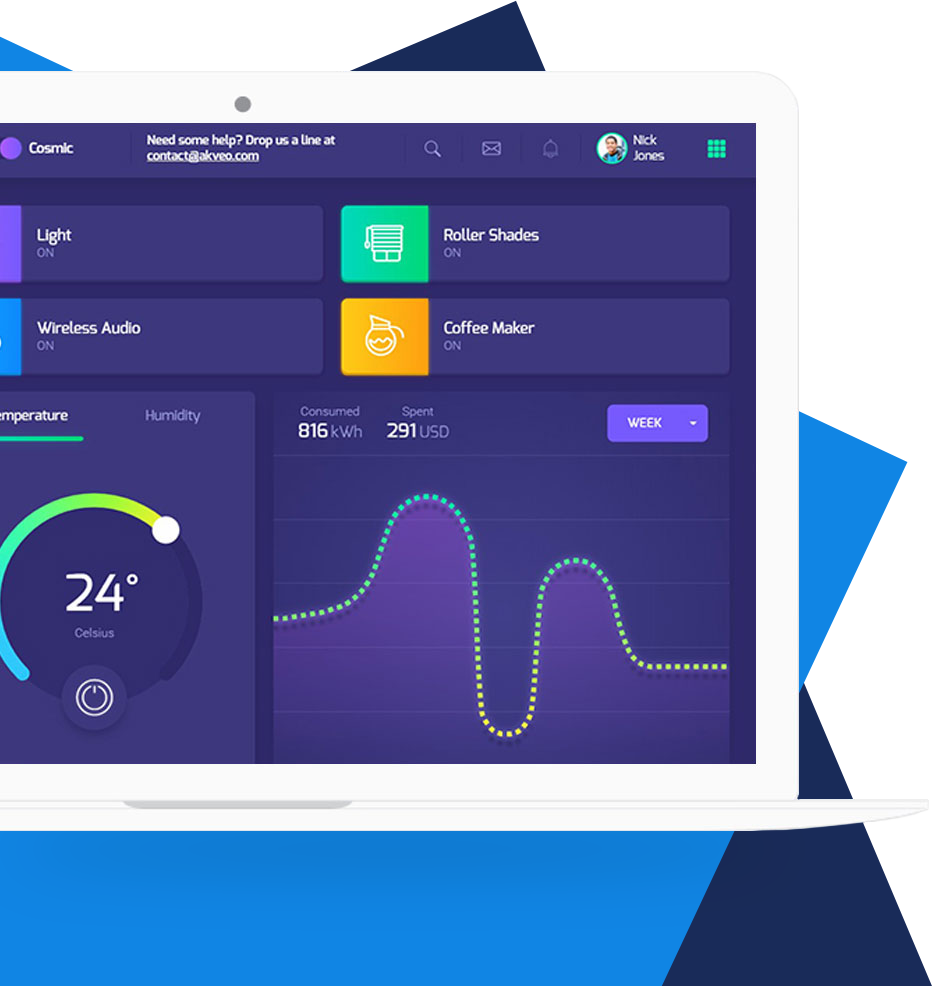 Cosmic
Need some help? Drop us a line at
contact@akveo.com
Nick
Jones
Light
ON
Roller Shades
ON
Wireless Audio
ON
Coffee Maker
ON
emperature
Humidity
Consumed
816 kWh
Spent
291 USD
WEEK
24°
Celsius